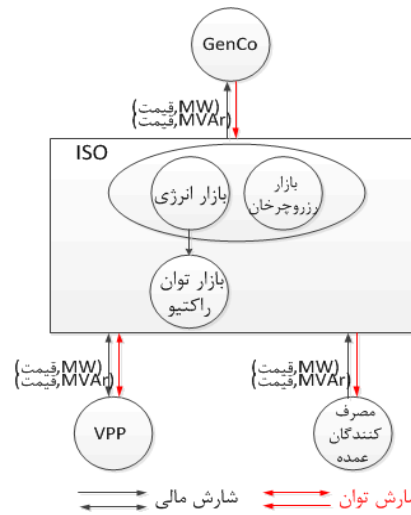 GenCo
(قیمت,MW)
(قیمت,MVAr)
ISO
بازار انرژی
بازار
رزروچرخان
بازار توان
راکتیو
(قیمت,MW)
(قیمت,MVAr)
(قیمت,MW)
(قیمت,MVAr)
VPP
مصرف
کنندگان
عمده
شارش مالی
شارش توان